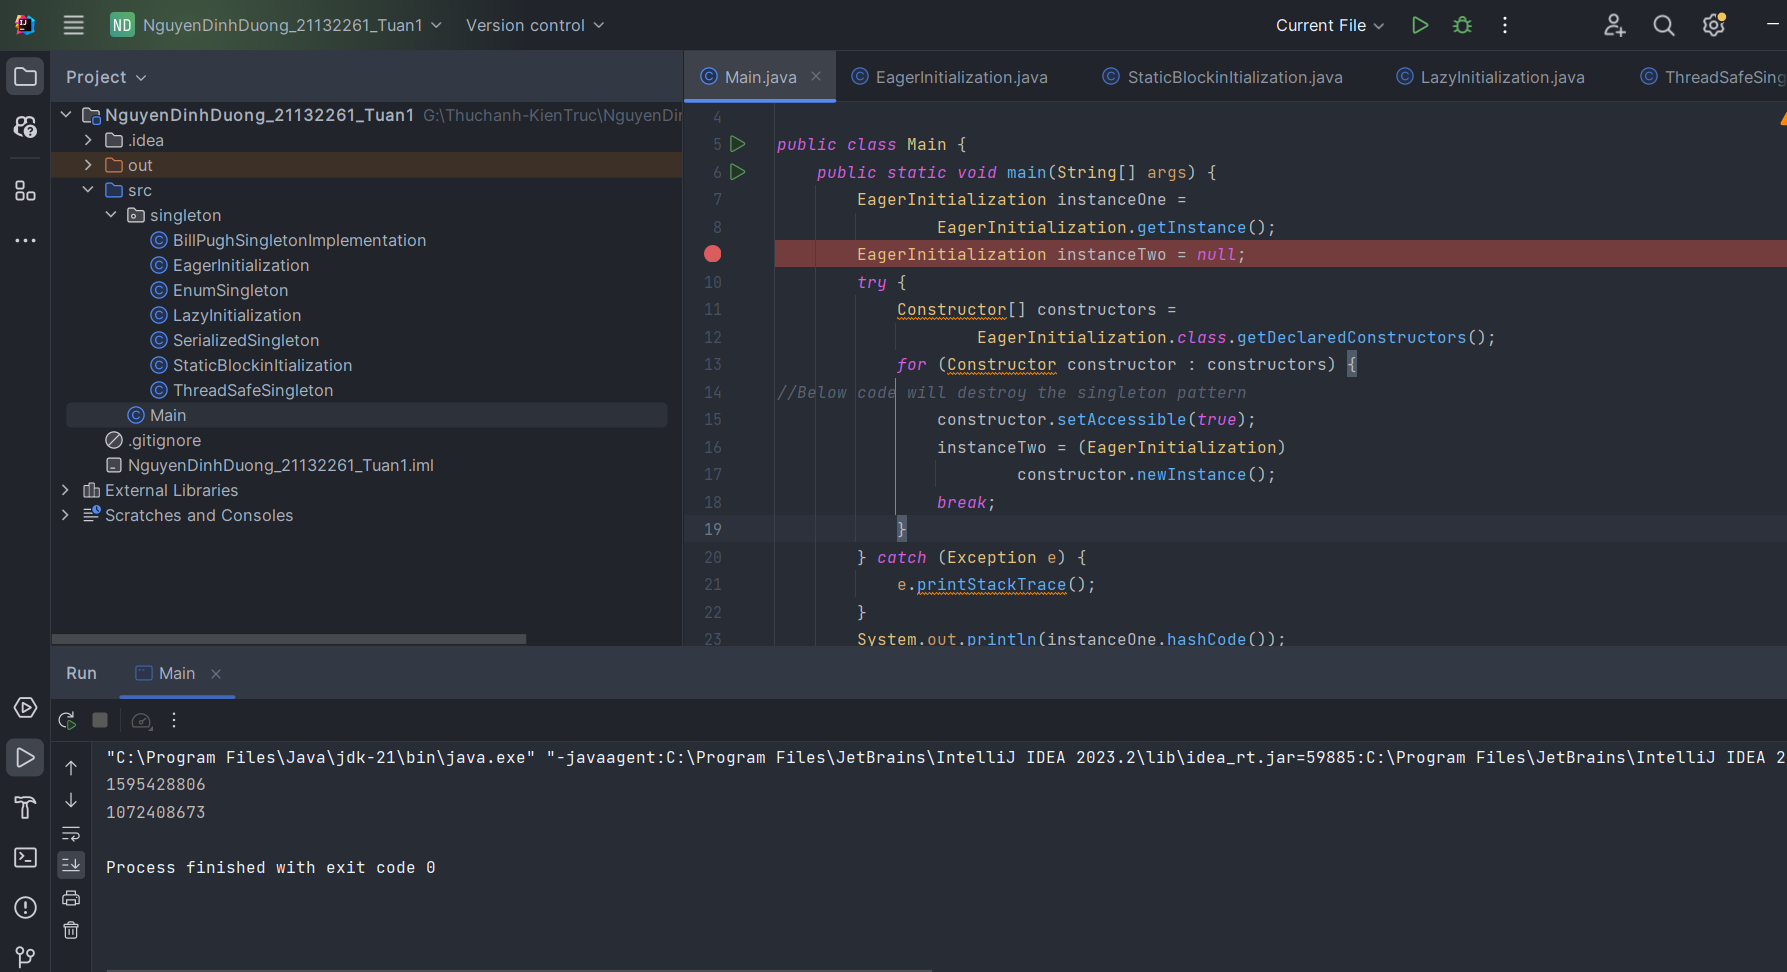 ND NguyenDinhDuong_21132261_Tuan1 Version control Current File
Project
Main.java EagerInitialization.java StaticBlockinItialization.java LazyInitialization.java ThreadSafeSing
NguyenDinhDuong_21132261_Tuan1 G:\Thuchanh-KienTruc\NguyenDi
.idea
out
src
singleton
BillPughSingletonImplementation
EagerInitialization
EnumSingleton
LazyInitialization
SerializedSingleton
StaticBlockinItialization
ThreadSafeSingleton
Main
.gitignore
NguyenDinhDuong_21132261_Tuan1.iml
External Libraries
Scratches and Consoles
4
5 public class Main {
6 public static void main(String[] args) {
7 EagerInitialization instanceOne =
8 EagerInitialization.getInstance();
EagerInitialization instanceTwo = null;
10 try {
11 Constructor[] constructors =
12 EagerInitialization.class.getDeclaredConstructors();
13 for (Constructor constructor : constructors) {
14 //Below code will destroy the singleton pattern
15 constructor.setAccessible(true);
16 instanceTwo = (EagerInitialization)
17 constructor.newInstance();
18 break;
19 }
20 } catch (Exception e) {
21 e.printStackTrace();
22 }
23 System.out.println(instanceOne.hashCode());
Run Main
"C:\Program Files\Java\jdk-21\bin\java.exe" "-javaagent:C:\Program Files\JetBrains\IntelliJ IDEA 2023.2\lib\idea_rt.jar=59885:C:\Program Files\JetBrains\IntelliJ IDEA 2
1595428806
1072408673
Process finished with exit code 0